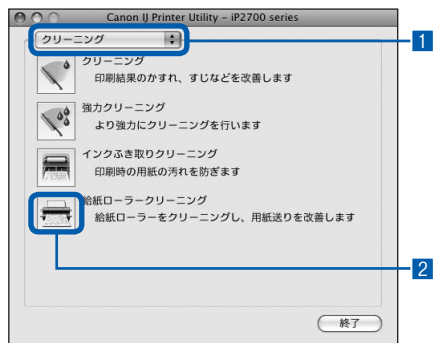 Canon IJ Printer Utility – iP2700 series
クリーニング
1
クリーニング
印刷結果のかすれ、すじなどを改善します
強力クリーニング
より強力にクリーニングを行います
インクふき取りクリーニング
印刷時の用紙の汚れを防ぎます
給紙ローラークリーニング
給紙ローラーをクリーニングし、用紙送りを改善します
2
終了